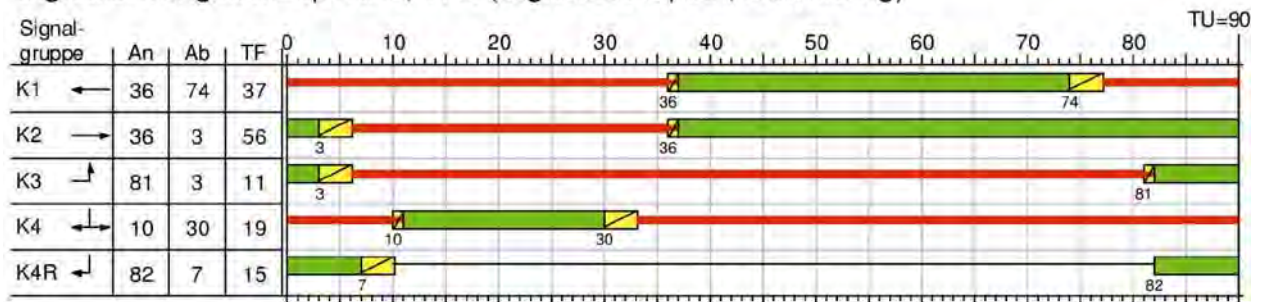 TU=90
Signal-
gruppe An Ab TF 0 10 20 30 40 50 60 70 80
K1 36 74 37
36 74
K2 36 3 56
3 36
K3 81 3 11
3 81
K4 10 30 19
10 30
K4R 82 7 15
7 82